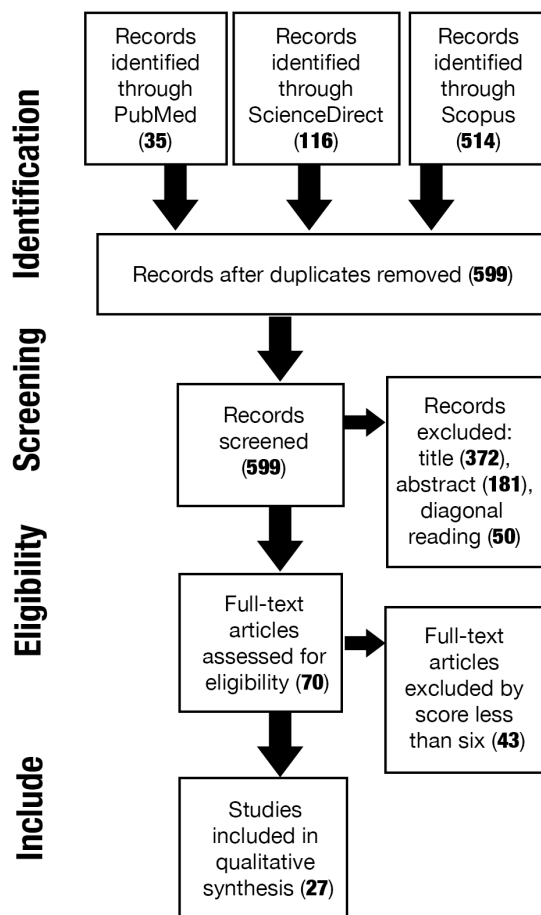 Identification
Records
identified
through
PubMed
(35)
Records
identified
through
ScienceDirect
(116)
Records
identified
through
Scopus
(514)
Records after duplicates removed (599)
Screening
Records
screened
(599)
Records
excluded:
title (372),
abstract (181),
diagonal
reading (50)
Eligibility
Full-text
articles
assessed for
eligibility (70)
Full-text
articles
excluded by
score less
than six (43)
Include
Studies
included in
qualitative
synthesis (27)